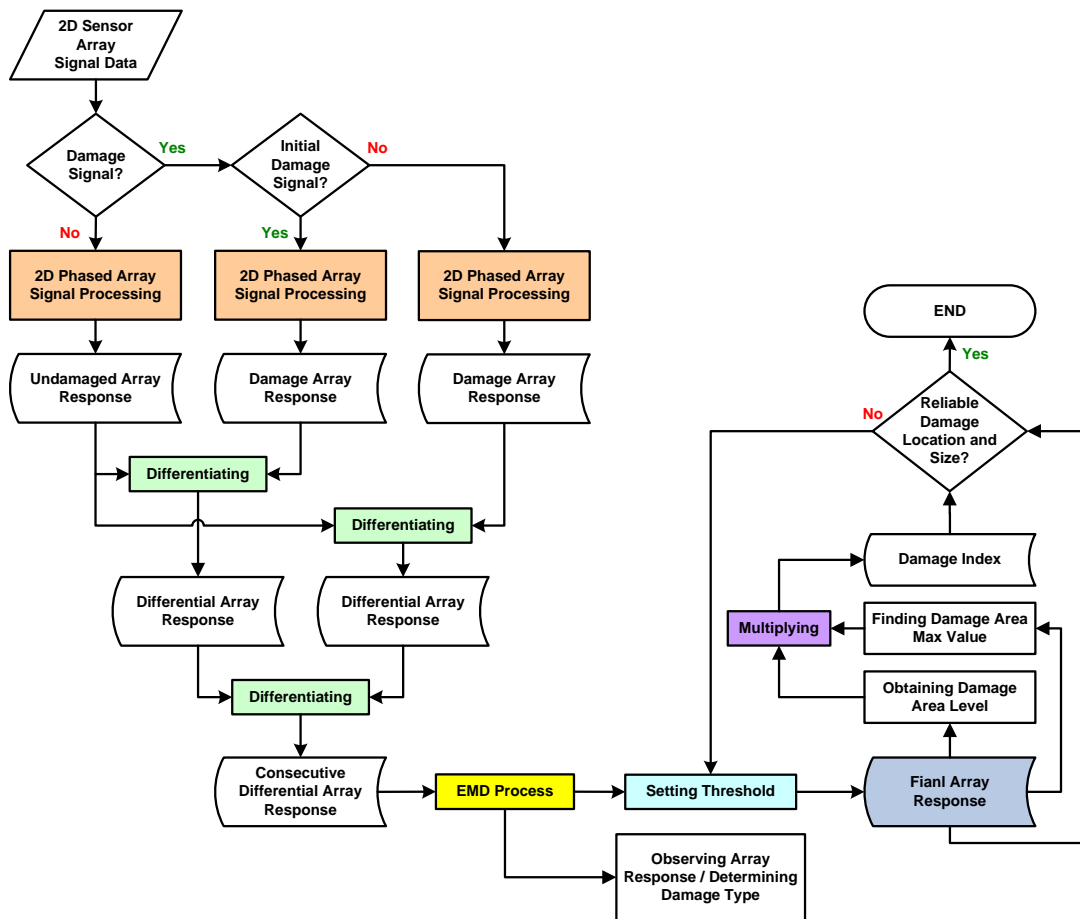 2D Sensor
Array
Signal Data
Damage
Signal?
Yes
Initial
Damage
Signal?
No
No
Yes
2D Phased Array
Signal Processing
2D Phased Array
Signal Processing
2D Phased Array
Signal Processing
Undamaged Array
Response
Damage Array
Response
Damage Array
Response
Differentiating
Differentiating
Differential Array
Response
Differential Array
Response
Differentiating
Consecutive
Differential Array
Response
EMD Process
Observing Array
Response / Determining
Damage Type
Setting Threshold
Fianl Array
Response
Obtaining Damage
Area Level
Finding Damage Area
Max Value
Multiplying
Damage Index
Reliable
Damage
Location and
Size?
No
Yes
END